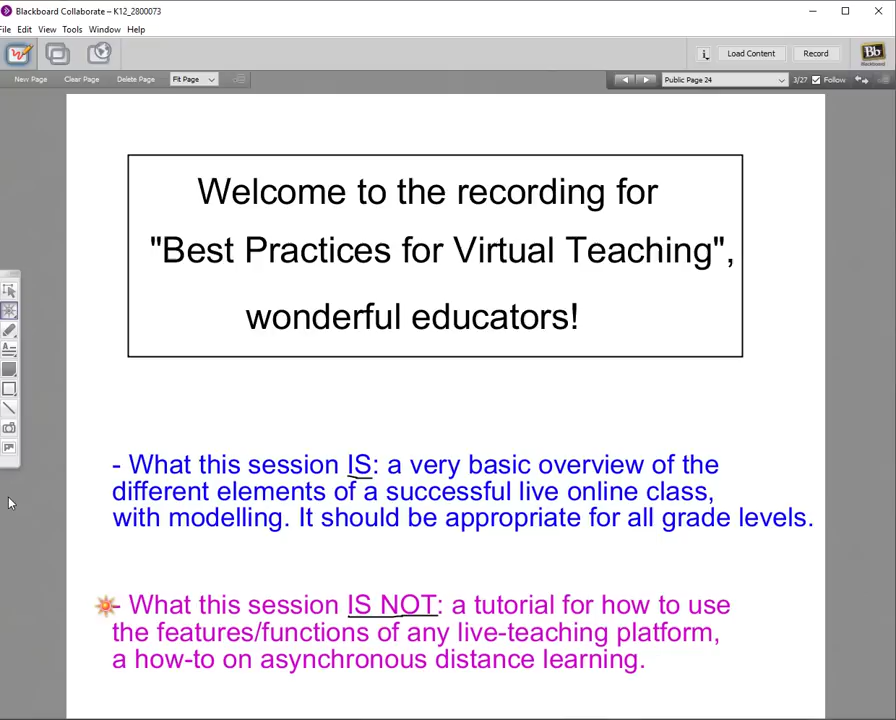 Blackboard Collaborate – K12_2800073
File Edit View Tools Window Help
Load Content Record Bb Blackboard
New Page Clear Page Delete Page Fit Page Public Page 24 3/27 Follow
Welcome to the recording for
"Best Practices for Virtual Teaching",
wonderful educators!
- What this session IS: a very basic overview of the
different elements of a successful live online class,
with modelling. It should be appropriate for all grade levels.
- What this session IS NOT: a tutorial for how to use
the features/functions of any live-teaching platform,
a how-to on asynchronous distance learning.